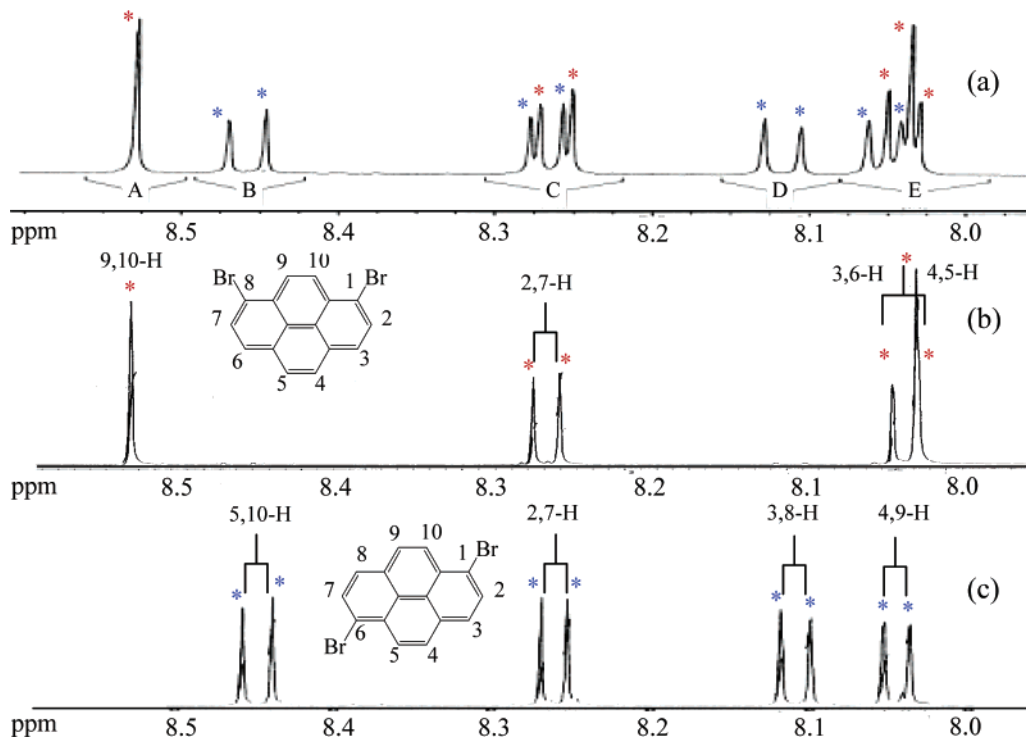 (a)
A B C D E
ppm 8.5 8.4 8.3 8.2 8.1 8.0
9,10-H
2,7-H
3,6-H 4,5-H
(b)
Br 9 10 Br
8 1
7 2
6 3
5 4
ppm 8.5 8.4 8.3 8.2 8.1 8.0
5,10-H 2,7-H 3,8-H 4,9-H
(c)
9 10 Br
8 1
7 2
6 3
Br 5 4
ppm 8.5 8.4 8.3 8.2 8.1 8.0